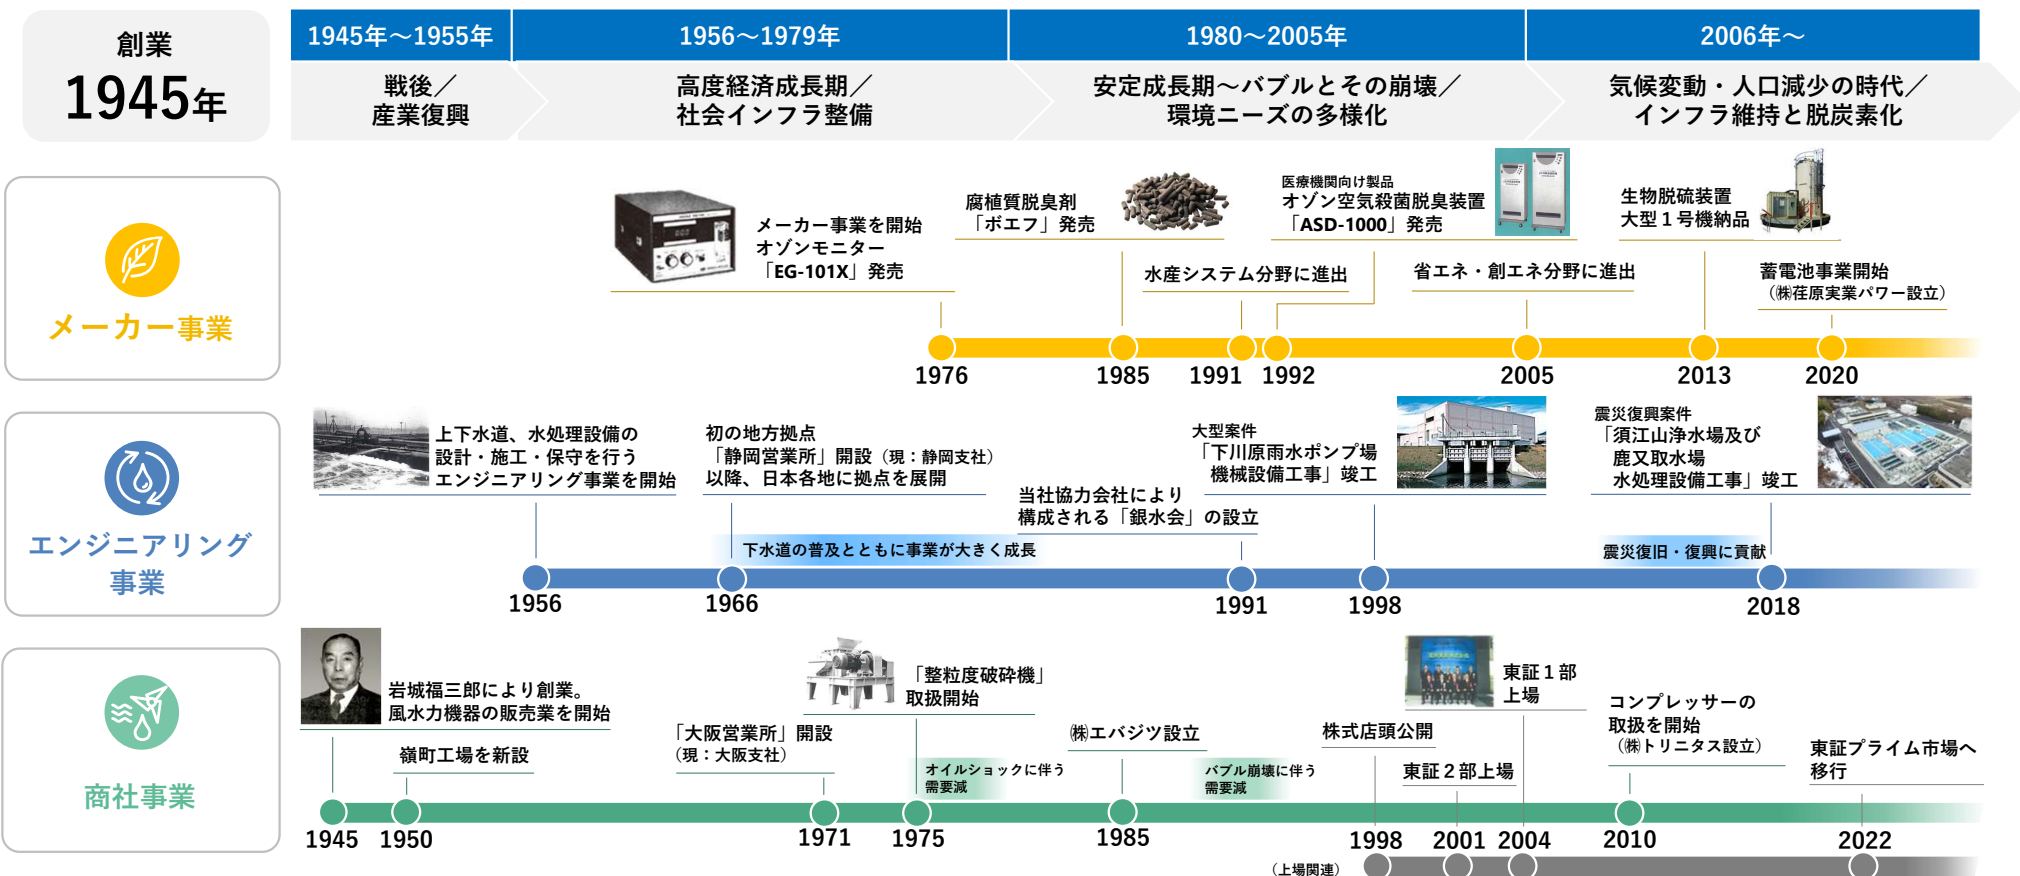 創業
1945年
1945年～1955年
1956～1979年
1980～2005年
2006年～
戦後／
産業復興
高度経済成長期／
社会インフラ整備
安定成長期～バブルとその崩壊／
環境ニーズの多様化
気候変動・人口減少の時代／
インフラ維持と脱炭素化
メーカー事業
メーカー事業を開始
オゾンモニター
「EG-101X」発売
腐植質脱臭剤
「ボエフ」発売
水産システム分野に進出
医療機関向け製品
オゾン空気殺菌脱臭装置
「ASD-1000」発売
省エネ・創エネ分野に進出
生物脱硫装置
大型１号機納品
蓄電池事業開始
（㈱荏原実業パワー設立）
1976
1985
1991
1992
2005
2013
2020
エンジニアリング
事業
上下水道、水処理設備の
設計・施工・保守を行う
エンジニアリング事業を開始
初の地方拠点
「静岡営業所」開設（現：静岡支社）
以降、日本各地に拠点を展開
下水道の普及とともに事業が大きく成長
当社協力会社により
構成される「銀水会」の設立
大型案件
「下川原雨水ポンプ場
機械設備工事」竣工
震災復興案件
「須江山浄水場及び
鹿又取水場
水処理設備工事」竣工
震災復旧・復興に貢献
1956
1966
1991
1998
2018
商社事業
岩城福三郎により創業。
風水力機器の販売業を開始
嶺町工場を新設
「大阪営業所」開設
（現：大阪支社）
「整粒度破砕機」
取扱開始
オイルショックに伴う
需要減
㈱エバジツ設立
バブル崩壊に伴う
需要減
株式店頭公開
東証２部上場
東証１部
上場
コンプレッサーの
取扱を開始
（㈱トリニタス設立）
東証プライム市場へ
移行
1945
1950
1971
1975
1985
1998
2001
2004
2010
2022
（上場関連）